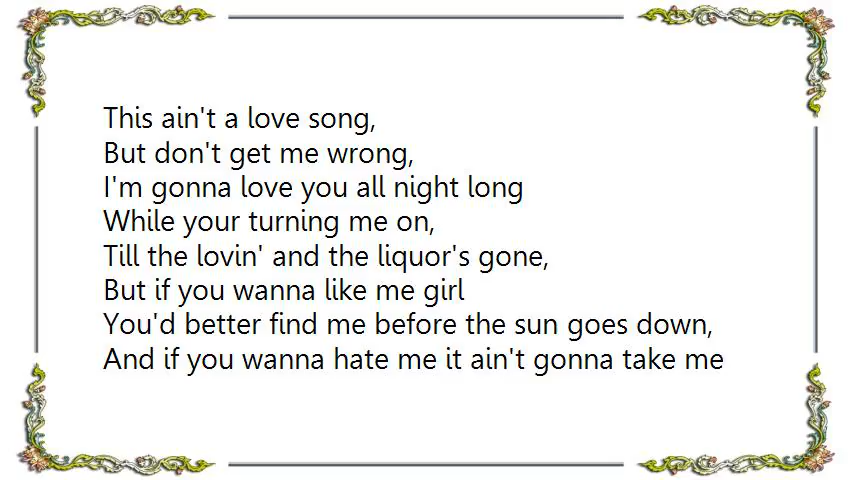 This ain't a love song,
But don't get me wrong,
I'm gonna love you all night long
While your turning me on,
Till the lovin' and the liquor's gone,
But if you wanna like me girl
You'd better find me before the sun goes down,
And if you wanna hate me it ain't gonna take me